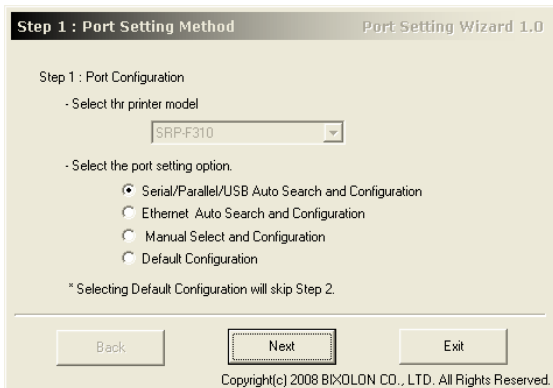 Step 1 : Port Setting Method Port Setting Wizard 1.0
Step 1 : Port Configuration
- Select thr printer model
SRP-F310
- Select the port setting option.
Serial/Parallel/USB Auto Search and Configuration
Ethernet Auto Search and Configuration
Manual Select and Configuration
Default Configuration
* Selecting Default Configuration will skip Step 2.
Back Next Exit
Copyright(c) 2008 BIXOLON CO., LTD. All Rights Reserved.